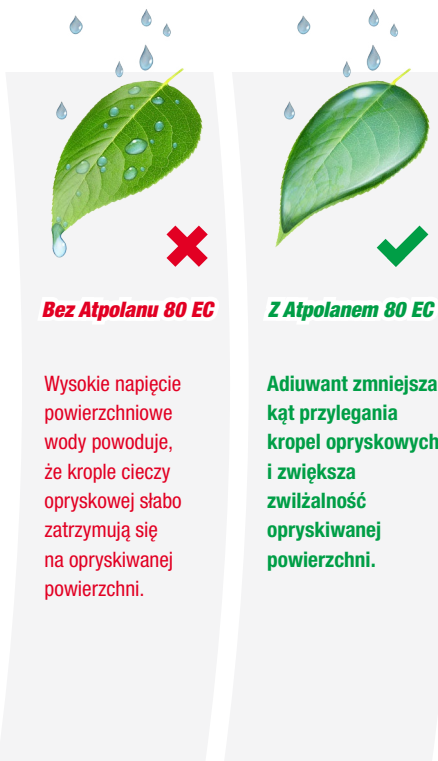 Bez Atpolanu 80 EC
Wysokie napięcie
powierzchniowe
wody powoduje,
że krople cieczy
opryskowej słabo
zatrzymują się
na opryskiwanej
powierzchni.
Z Atpolanem 80 EC
Adiuwant zmniejsza
kąt przylegania
kropel opryskowych
i zwiększa
zwilżalność
opryskiwanej
powierzchni.